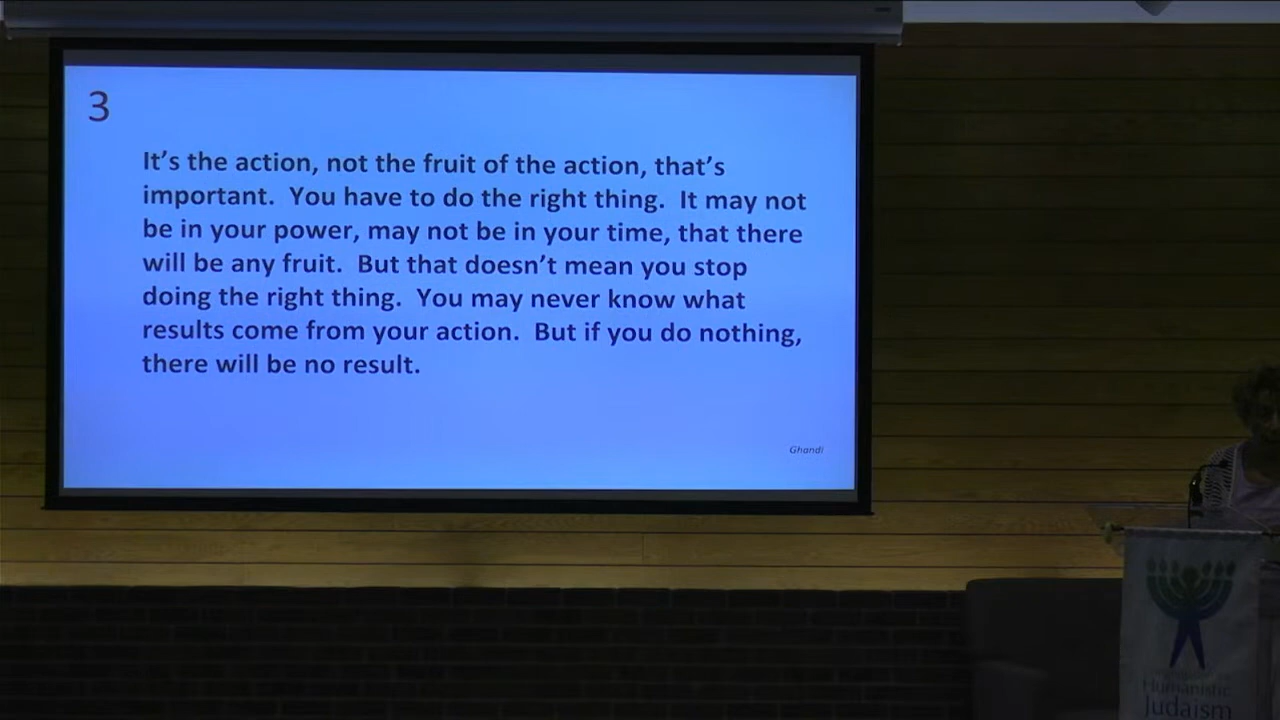 3
It's the action, not the fruit of the action, that's
important.  You have to do the right thing.  It may not
be in your power, may not be in your time, that there
will be any fruit.  But that doesn't mean you stop
doing the right thing.  You may never know what
results come from your action.  But if you do nothing,
there will be no result.
Ghandi
Humanistic
Judaism